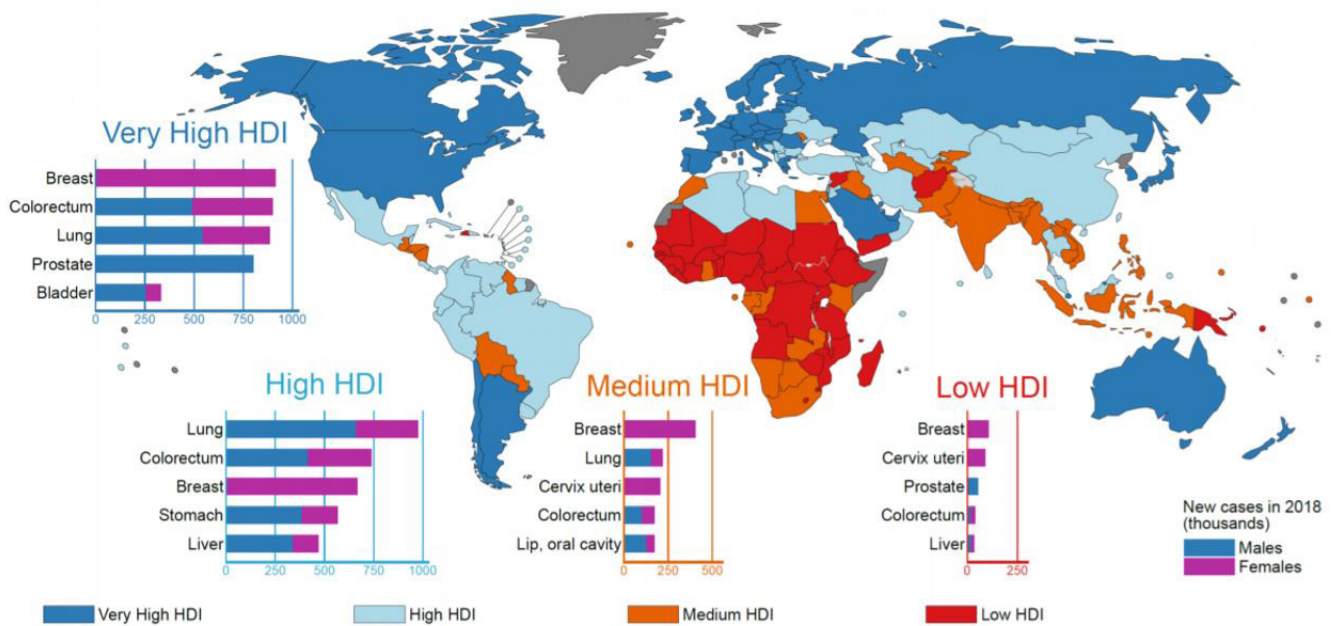 Very High HDI
Breast
Colorectum
Lung
Prostate
Bladder
0 250 500 750 1000
High HDI
Lung
Colorectum
Breast
Stomach
Liver
0 250 500 750 1000
Medium HDI
Breast
Lung
Cervix uteri
Colorectum
Lip, oral cavity
0 250 500
Low HDI
Breast
Cervix uteri
Prostate
Colorectum
Liver
0 250
New cases in 2018
(thousands)
Males
Females
Very High HDI High HDI Medium HDI Low HDI